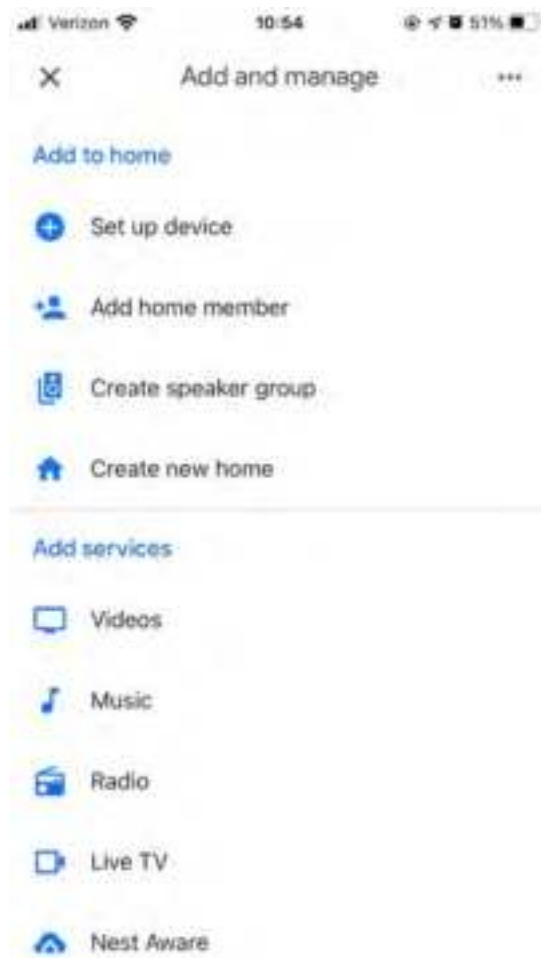 Verizon 10:54 51%
Add and manage
Add to home
Set up device
Add home member
Create speaker group
Create new home
Add services
Videos
Music
Radio
Live TV
Nest Aware